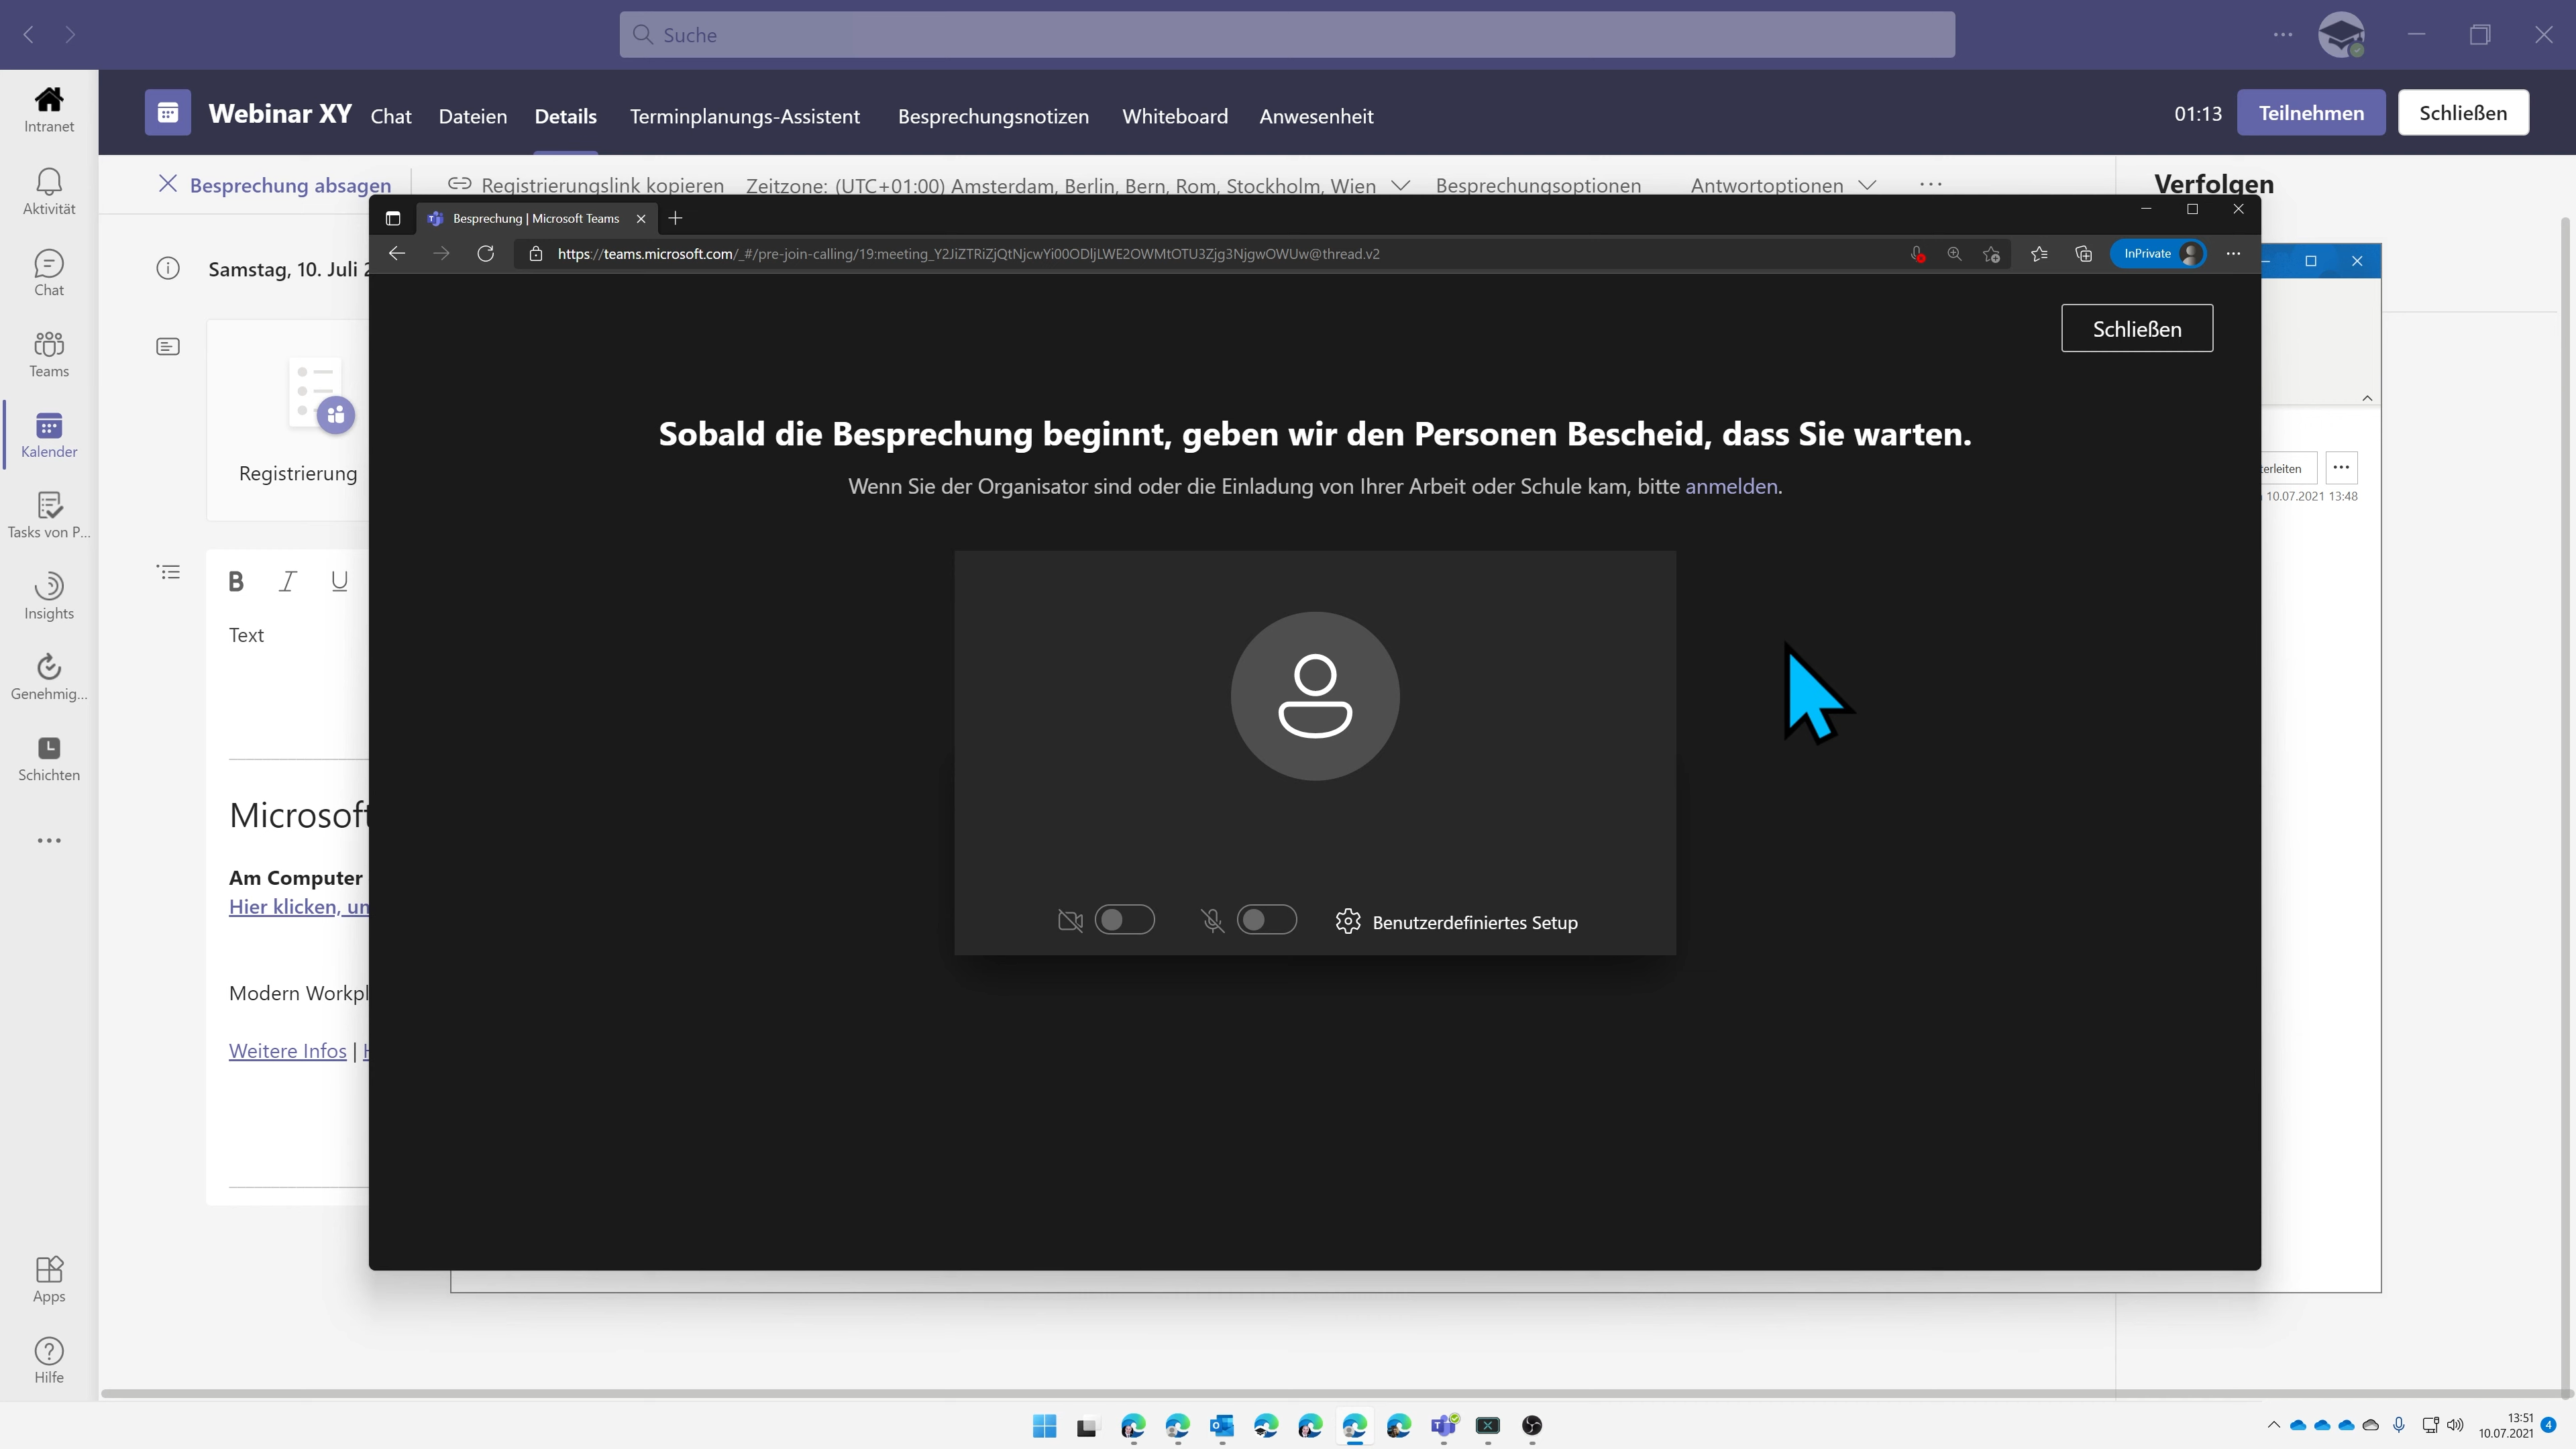 Suche
Intranet
Aktivität
Chat
Teams
Kalender
Tasks von P...
Insights
Genehmig...
Schichten
Apps
Hilfe
Webinar XY Chat Dateien Details Terminplanungs-Assistent Besprechungsnotizen Whiteboard Anwesenheit
01:13 Teilnehmen Schließen
Besprechung absagen Registrierungslink kopieren Zeitzone: (UTC+01:00) Amsterdam, Berlin, Bern, Rom, Stockholm, Wien Besprechungsoptionen Antwortoptionen ...
Verfolgen
Samstag, 10. Juli
Registrierung
B I U
Text
Microsoft
Am Computer
Hier klicken,
Modern
Weitere Infos |
Besprechung | Microsoft Teams
https://teams.microsoft.com/_#/pre-join-calling/19:meeting_Y2JiZTRiZjQtNjcwYi00ODljLWE2OWMtOTU3Zjg3NjgwOWUw@thread.v2
InPrivate
Schließen
Sobald die Besprechung beginnt, geben wir den Personen Bescheid, dass Sie warten.
Wenn Sie der Organisator sind oder die Einladung von Ihrer Arbeit oder Schule kam, bitte anmelden.
Benutzerdefiniertes Setup
terleiten
10.07.2021 13:48
13:51
10.07.2021
4